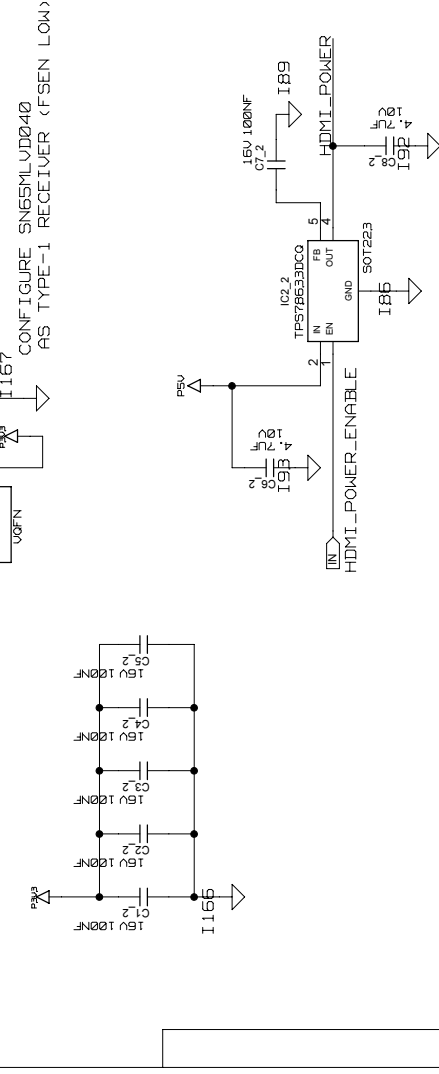 CONFIGURE SN65MLVD040
AS TYPE-1 RECEIVER (FSEN LOW)
I167
P3V3
VQFN
I89
16V 100NF
C7_2
HDMI_POWER
4.7UF
10V
C8_2
I92
5
4
FB
OUT
IC2_2
TPS78633DCQ
IN
EN
GND
SOT223
I86
2
1
P5V
4.7UF
10V
C6_2
I93
IN
HDMI_POWER_ENABLE
P3V3
16V 100NF
C1_2
16V 100NF
C2_2
16V 100NF
C3_2
16V 100NF
C4_2
16V 100NF
C5_2
I166